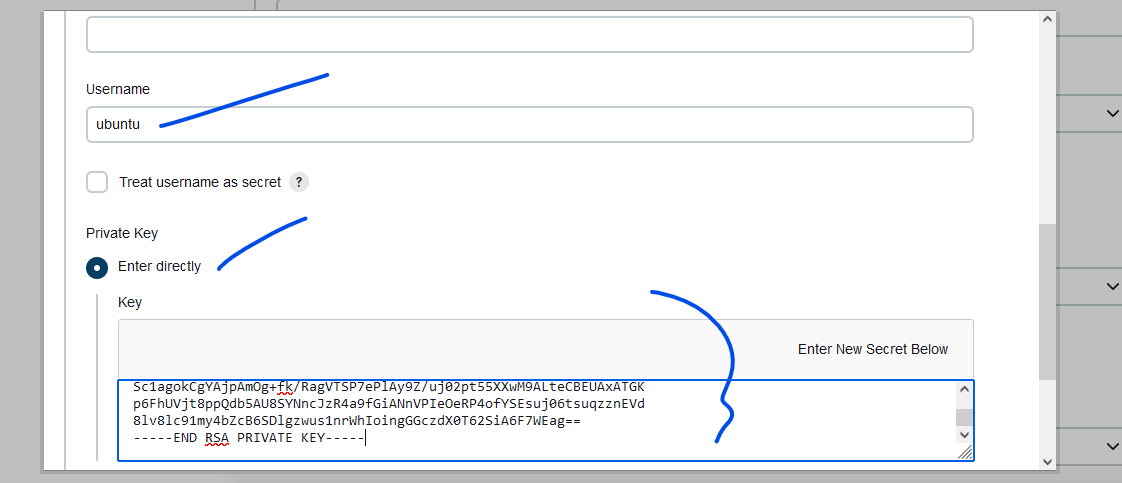 Username
ubuntu
Treat username as secret ?
Private Key
Enter directly
Key
Enter New Secret Below
Sc1agokCgYAjpAmOg+fk/RagVTSP7ePlAy9Z/uj02pt55XXwM9ALteCBEUAxATGK
p6FhUVjt8ppQdb5AU8SYNncJzR4a9fGiANnVPIeOeRP4ofYSEsuj06tsuqzznEVd
8lv8lc91my4bZcB6SDlgzwus1nrWhIoingGGczdX0T62SiA6F7WEag==
-----END RSA PRIVATE KEY-----